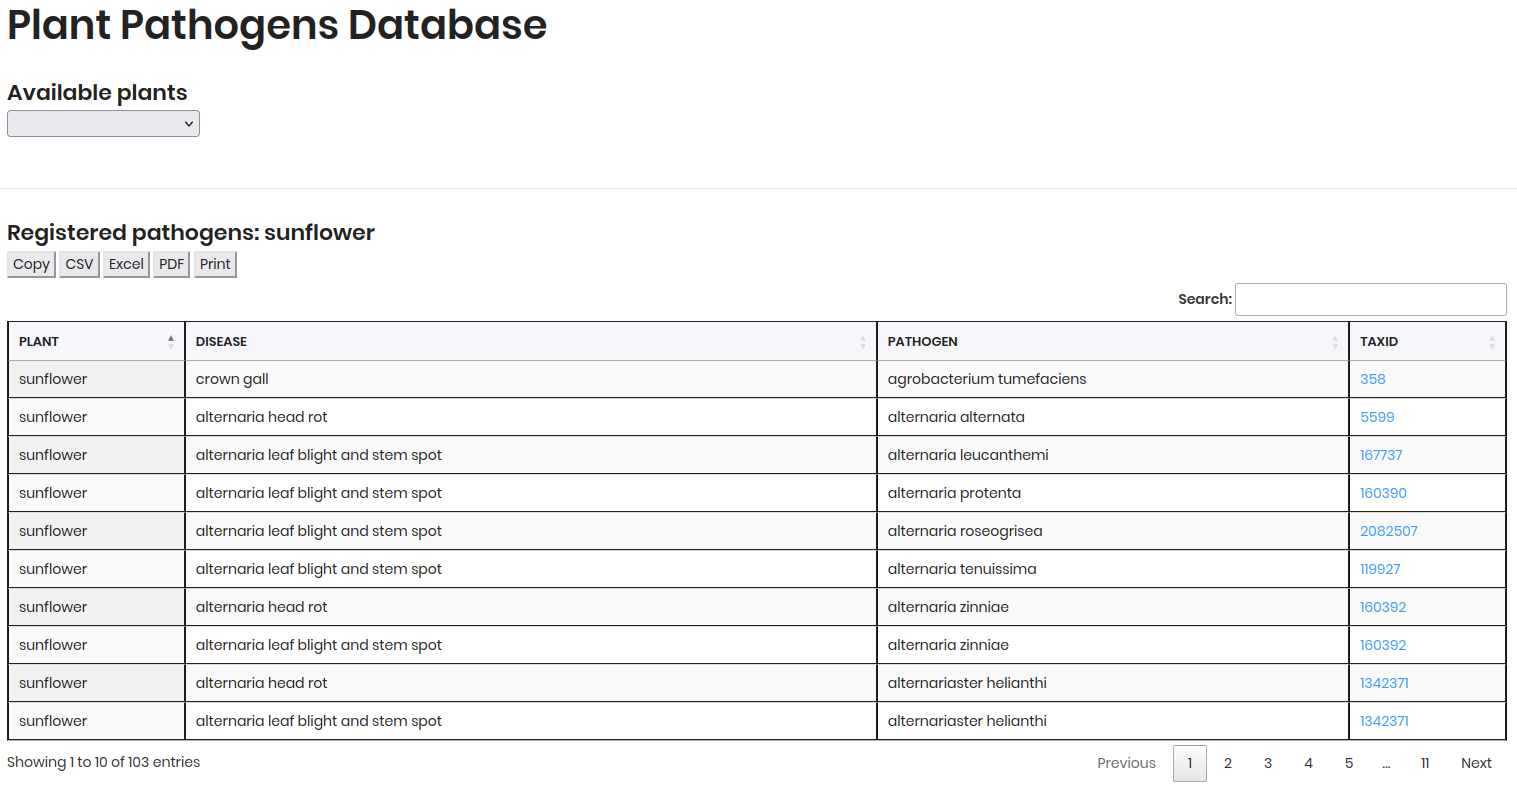 Plant Pathogens Database
Available plants
Registered pathogens: sunflower
Copy CSV Excel PDF Print
Search:
PLANT DISEASE PATHOGEN TAXID
sunflower crown gall agrobacterium tumefaciens 358
sunflower alternaria head rot alternaria alternata 5599
sunflower alternaria leaf blight and stem spot alternaria leucanthemi 167737
sunflower alternaria leaf blight and stem spot alternaria protenta 160390
sunflower alternaria leaf blight and stem spot alternaria roseogrisea 2082507
sunflower alternaria leaf blight and stem spot alternaria tenuissima 119927
sunflower alternaria head rot alternaria zinniae 160392
sunflower alternaria leaf blight and stem spot alternaria zinniae 160392
sunflower alternaria head rot alternariaster helianthi 1342371
sunflower alternaria leaf blight and stem spot alternariaster helianthi 1342371
Showing 1 to 10 of 103 entries Previous 1 2 3 4 5 … 11 Next